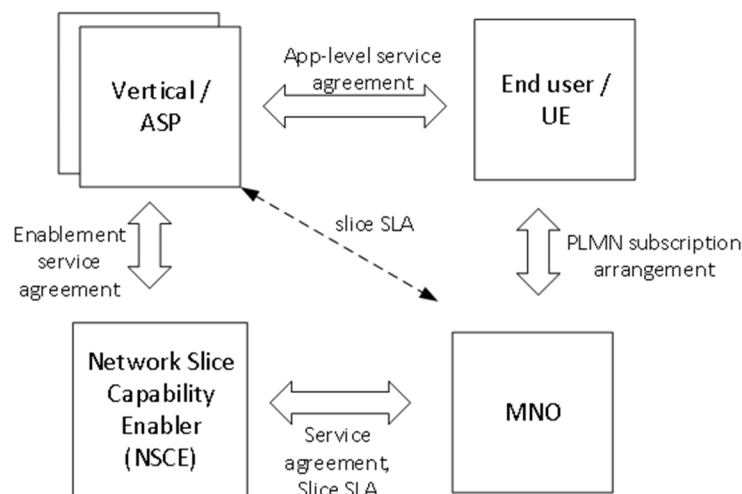 Vertical /
ASP
App-level service
agreement
End user /
UE
Enablement
service
agreement
slice SLA
PLMN subscription
arrangement
Network Slice
Capability
Enabler
(NSCE)
Service
agreement,
Slice SLA
MNO